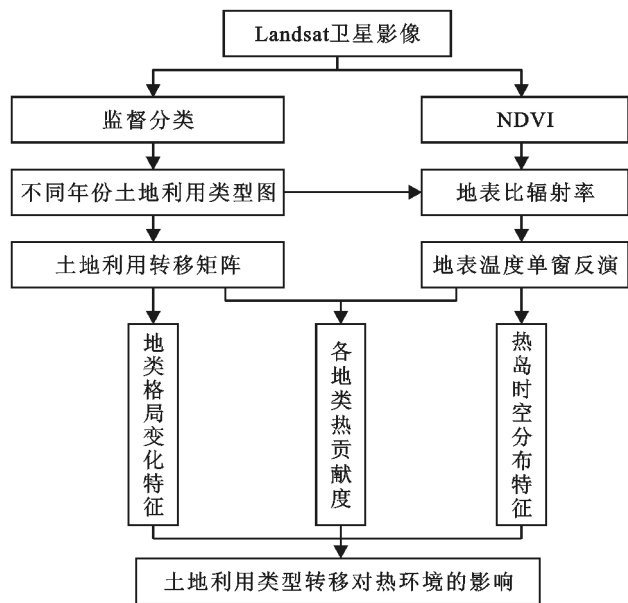 Landsat卫星影像
监督分类
NDVI
不同年份土地利用类型图
地表比辐射率
土地利用转移矩阵
地表温度单窗反演
地类格局变化特征
各地类热贡献度
热岛时空分布特征
土地利用类型转移对热环境的影响